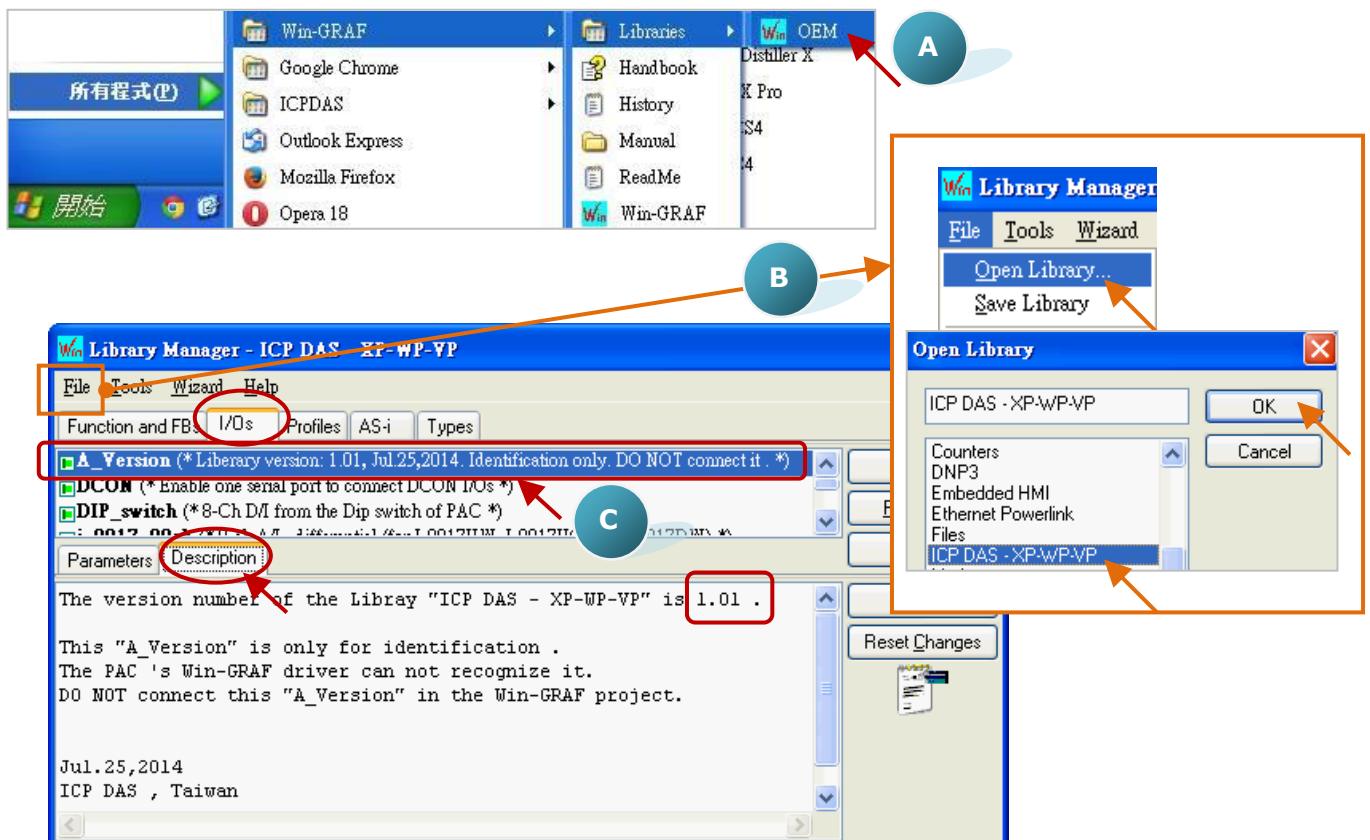 Win-GRAF
Libraries
Win OEM
A
Distiller X
Google Chrome
Handbook
所有程式(P)
X Pro
ICPDAS
History
CS4
Outlook Express
Manual
Mozilla Firefox
ReadMe
開始
Opera 18
Win Win-GRAF
B
Win Library Manager
File Tools Wizard
Open Library...
Save Library
Open Library
ICP DAS - XP-WP-VP
OK
Cancel
Counters
DNP3
Embedded HMI
Ethernet Powerlink
Files
ICP DAS - XP-WP-VP
Win Library Manager - ICP DAS - XP-WP-VP
File Tools Wizard Help
Function and FBs I/Os Profiles AS-i Types
A_Version (* Liberary version: 1.01, Jul.25,2014. Identification only. DO NOT connect it . *)
DCON (* Enable one serial port to connect DCON I/Os *)
DIP_switch (* 8-Ch D/I from the Dip switch of PAC *)
C
Parameters Description
The version number of the Libray "ICP DAS - XP-WP-VP" is 1.01 .
This "A_Version" is only for identification .
The PAC 's Win-GRAF driver can not recognize it.
DO NOT connect this "A_Version" in the Win-GRAF project.
Jul.25,2014
ICP DAS , Taiwan
Reset Changes